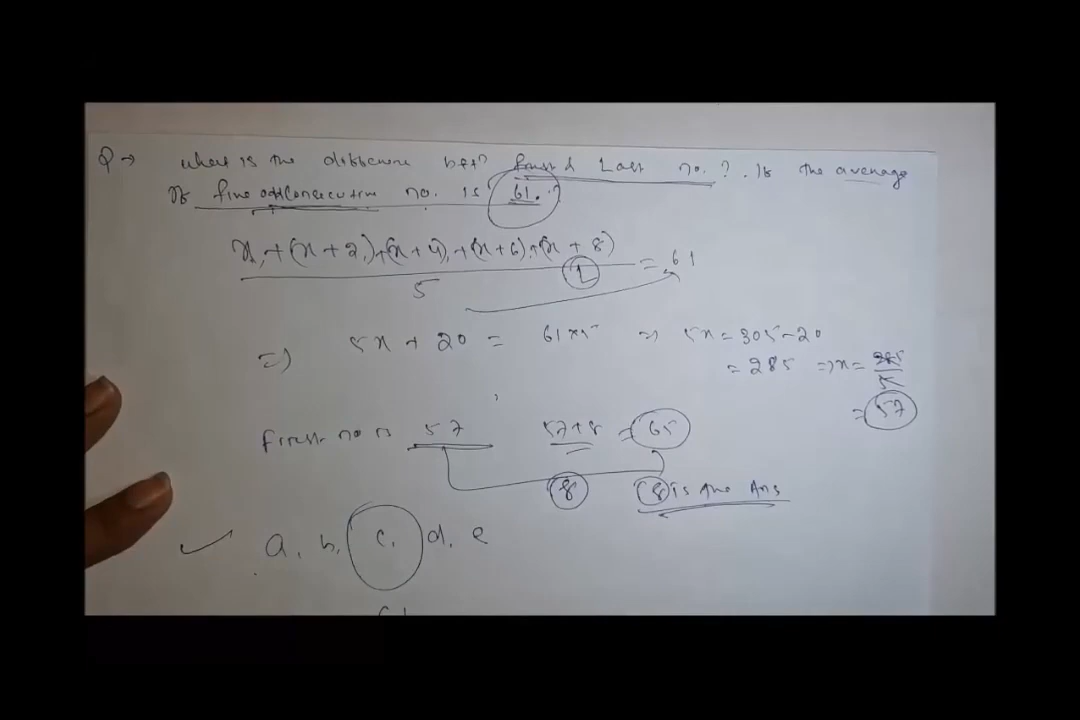 Q → what is the difference betn first & Last no. ? . If the average
of five odd consecutive no. is 61. ?
x + (x + 2) + (x + 4) + (x + 6) + (x + 8) / 5 = 61
L
=> 5x + 20 = 61 x 5 => 5x = 305 - 20
= 285 => x = 285/5
= 57
First no is 57 57 + 8 = 65
8 8 is the Ans
✓ a, b, c, d, e
61